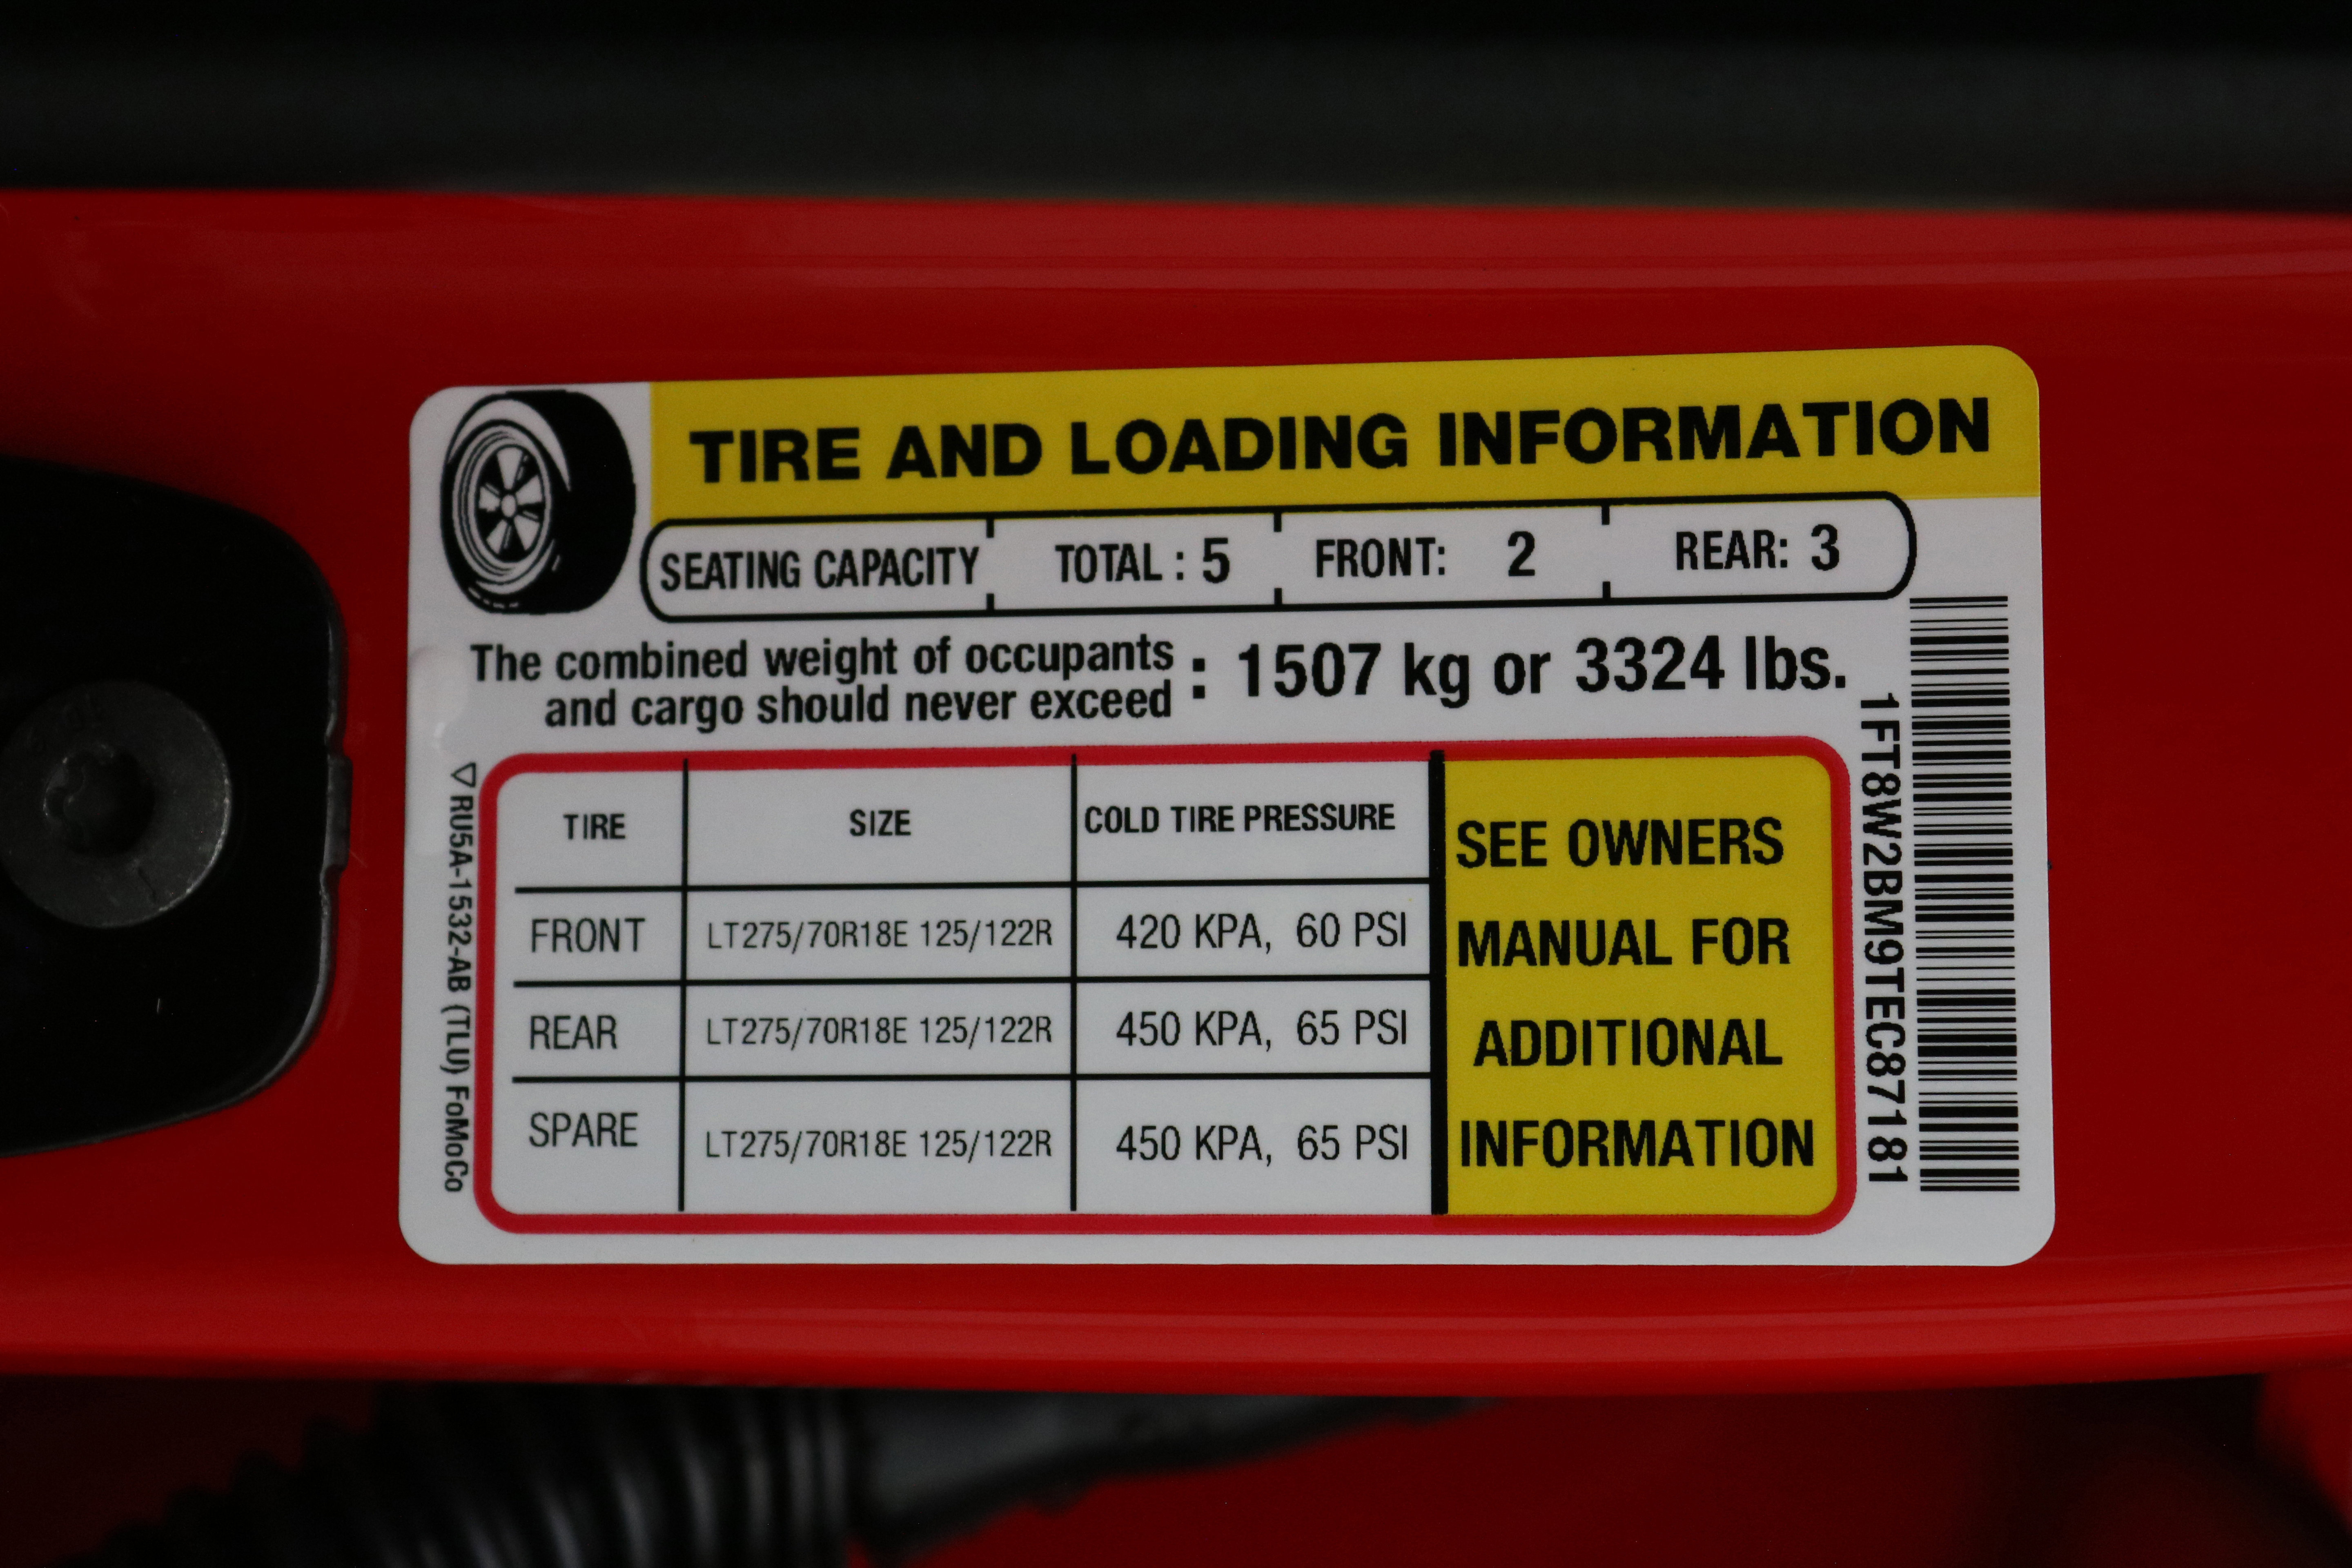 TIRE AND LOADING INFORMATION
SEATING CAPACITY TOTAL : 5 FRONT: 2 REAR: 3
The combined weight of occupants
and cargo should never exceed : 1507 kg or 3324 lbs.
TIRE SIZE COLD TIRE PRESSURE
FRONT LT275/70R18E 125/122R 420 KPA, 60 PSI
REAR LT275/70R18E 125/122R 450 KPA, 65 PSI
SPARE LT275/70R18E 125/122R 450 KPA, 65 PSI
SEE OWNERS
MANUAL FOR
ADDITIONAL
INFORMATION
1FT8W2BM9TEC87181
RU5A-1532-AB (TLU) FoMoCo